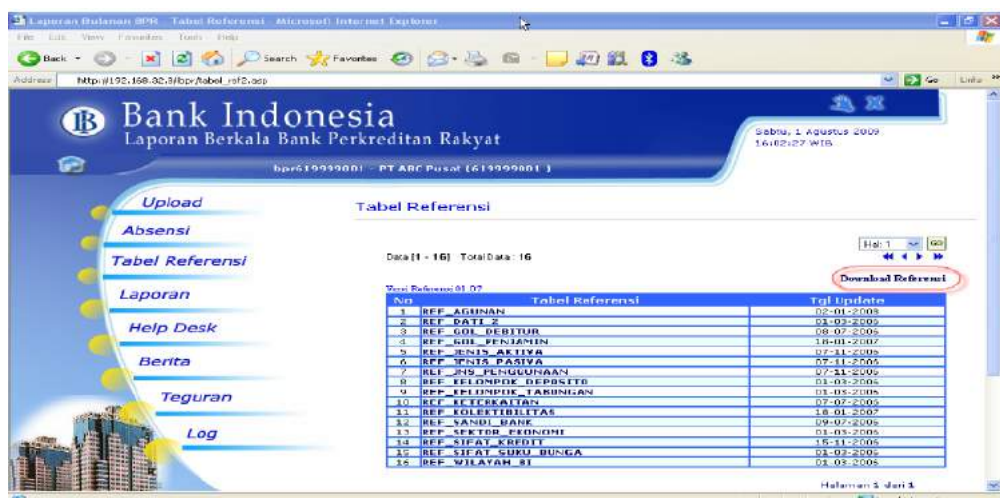 Laporan Bulanan BPR - Tabel Referensi - Microsoft Internet Explorer
File Edit View Favorites Tools Help
Back Search Favorites
Address http://192.168.32.3/lbpr/tabel_ref2.asp Go Links
Bank Indonesia
Laporan Berkala Bank Perkreditan Rakyat
Sabtu, 1 Agustus 2009
16:02:27 WIB
bpr619999001 - PT ABC Pusat (619999001 )
Upload
Absensi
Tabel Referensi
Laporan
Help Desk
Berita
Teguran
Log
Tabel Referensi
Hal: 1 GO
Data [1 - 16] Total Data : 16
Download Referensi
Versi Referensi 01.07
No Tabel Referensi Tgl Update
1 REF_AGUNAN 02-01-2008
2 REF_DATI_2 01-03-2006
3 REF_GOL_DEBITUR 08-07-2006
4 REF_GOL_PENJAMIN 18-01-2007
5 REF_JENIS_AKTIVA 07-11-2006
6 REF_JENIS_PASIVA 07-11-2006
7 REF_JNS_PENGGUNAAN 07-11-2006
8 REF_KELOMPOK_DEPOSITO 01-03-2006
9 REF_KELOMPOK_TABUNGAN 01-03-2006
10 REF_KETERKAITAN 07-07-2006
11 REF_KOLEKTIBILITAS 18-01-2007
12 REF_SANDI_BANK 09-07-2006
13 REF_SEKTOR_EKONOMI 01-03-2006
14 REF_SIFAT_KREDIT 15-11-2006
15 REF_SIFAT_SUKU_BUNGA 01-03-2006
16 REF_WILAYAH_BI 01-03-2006
Halaman 1 dari 1